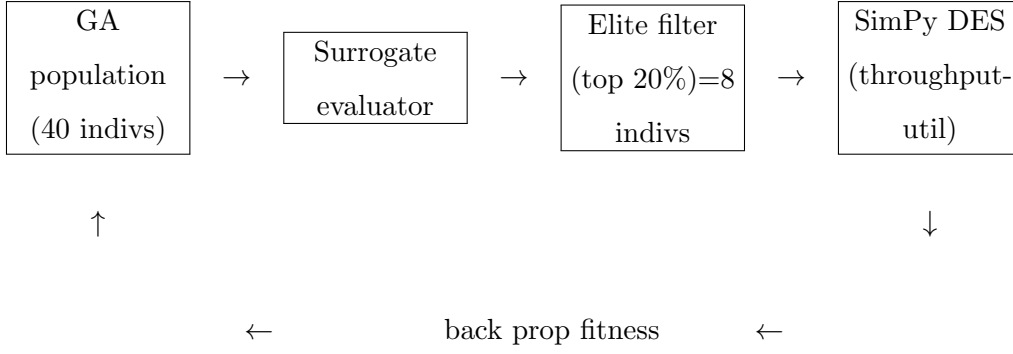 GA
population
(40 indivs)
→
Surrogate
evaluator
→
Elite filter
(top 20%)=8
indivs
→
SimPy DES
(throughput-
util)
↑
↓
←
back prop fitness
←